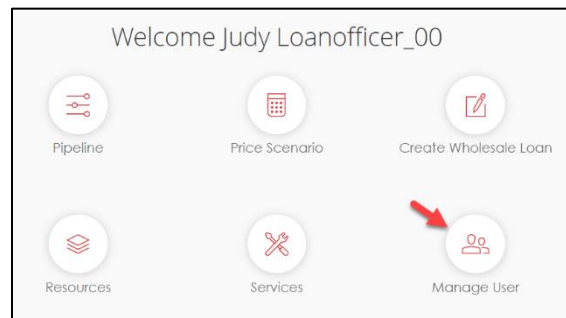 Welcome Judy Loanofficer_00
Pipeline
Price Scenario
Create Wholesale Loan
Resources
Services
Manage User